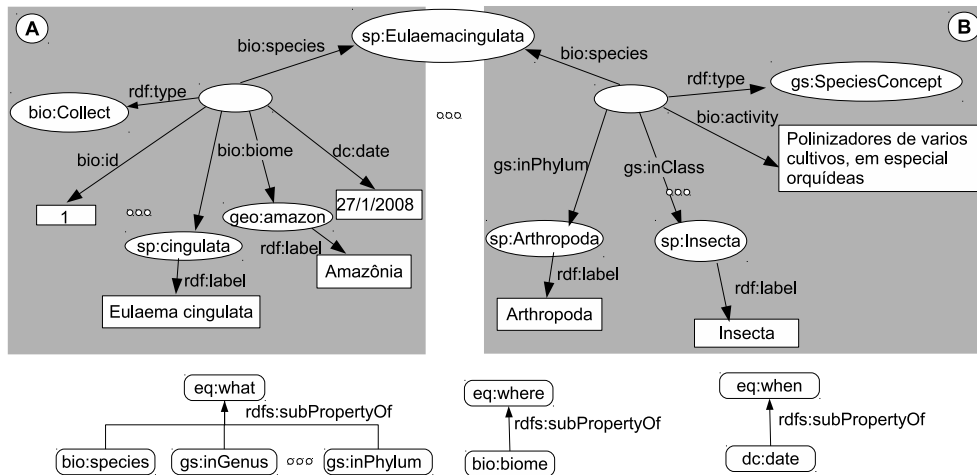 A
B
sp:Eulaemacingulata
bio:species
bio:species
rdf:type
rdf:type
gs:SpeciesConcept
bio:Collect
bio:activity
bio:id
bio:biome
dc:date
Polinizadores de varios
cultivos, em especial
orquídeas
gs:inPhylum
gs:inClass
1
geo:amazon
27/1/2008
sp:cingulata
rdf:label
sp:Arthropoda
sp:Insecta
Amazônia
rdf:label
rdf:label
rdf:label
Eulaema cingulata
Arthropoda
Insecta
eq:what
eq:where
eq:when
rdfs:subPropertyOf
rdfs:subPropertyOf
rdfs:subPropertyOf
bio:species
gs:inGenus
gs:inPhylum
bio:biome
dc:date